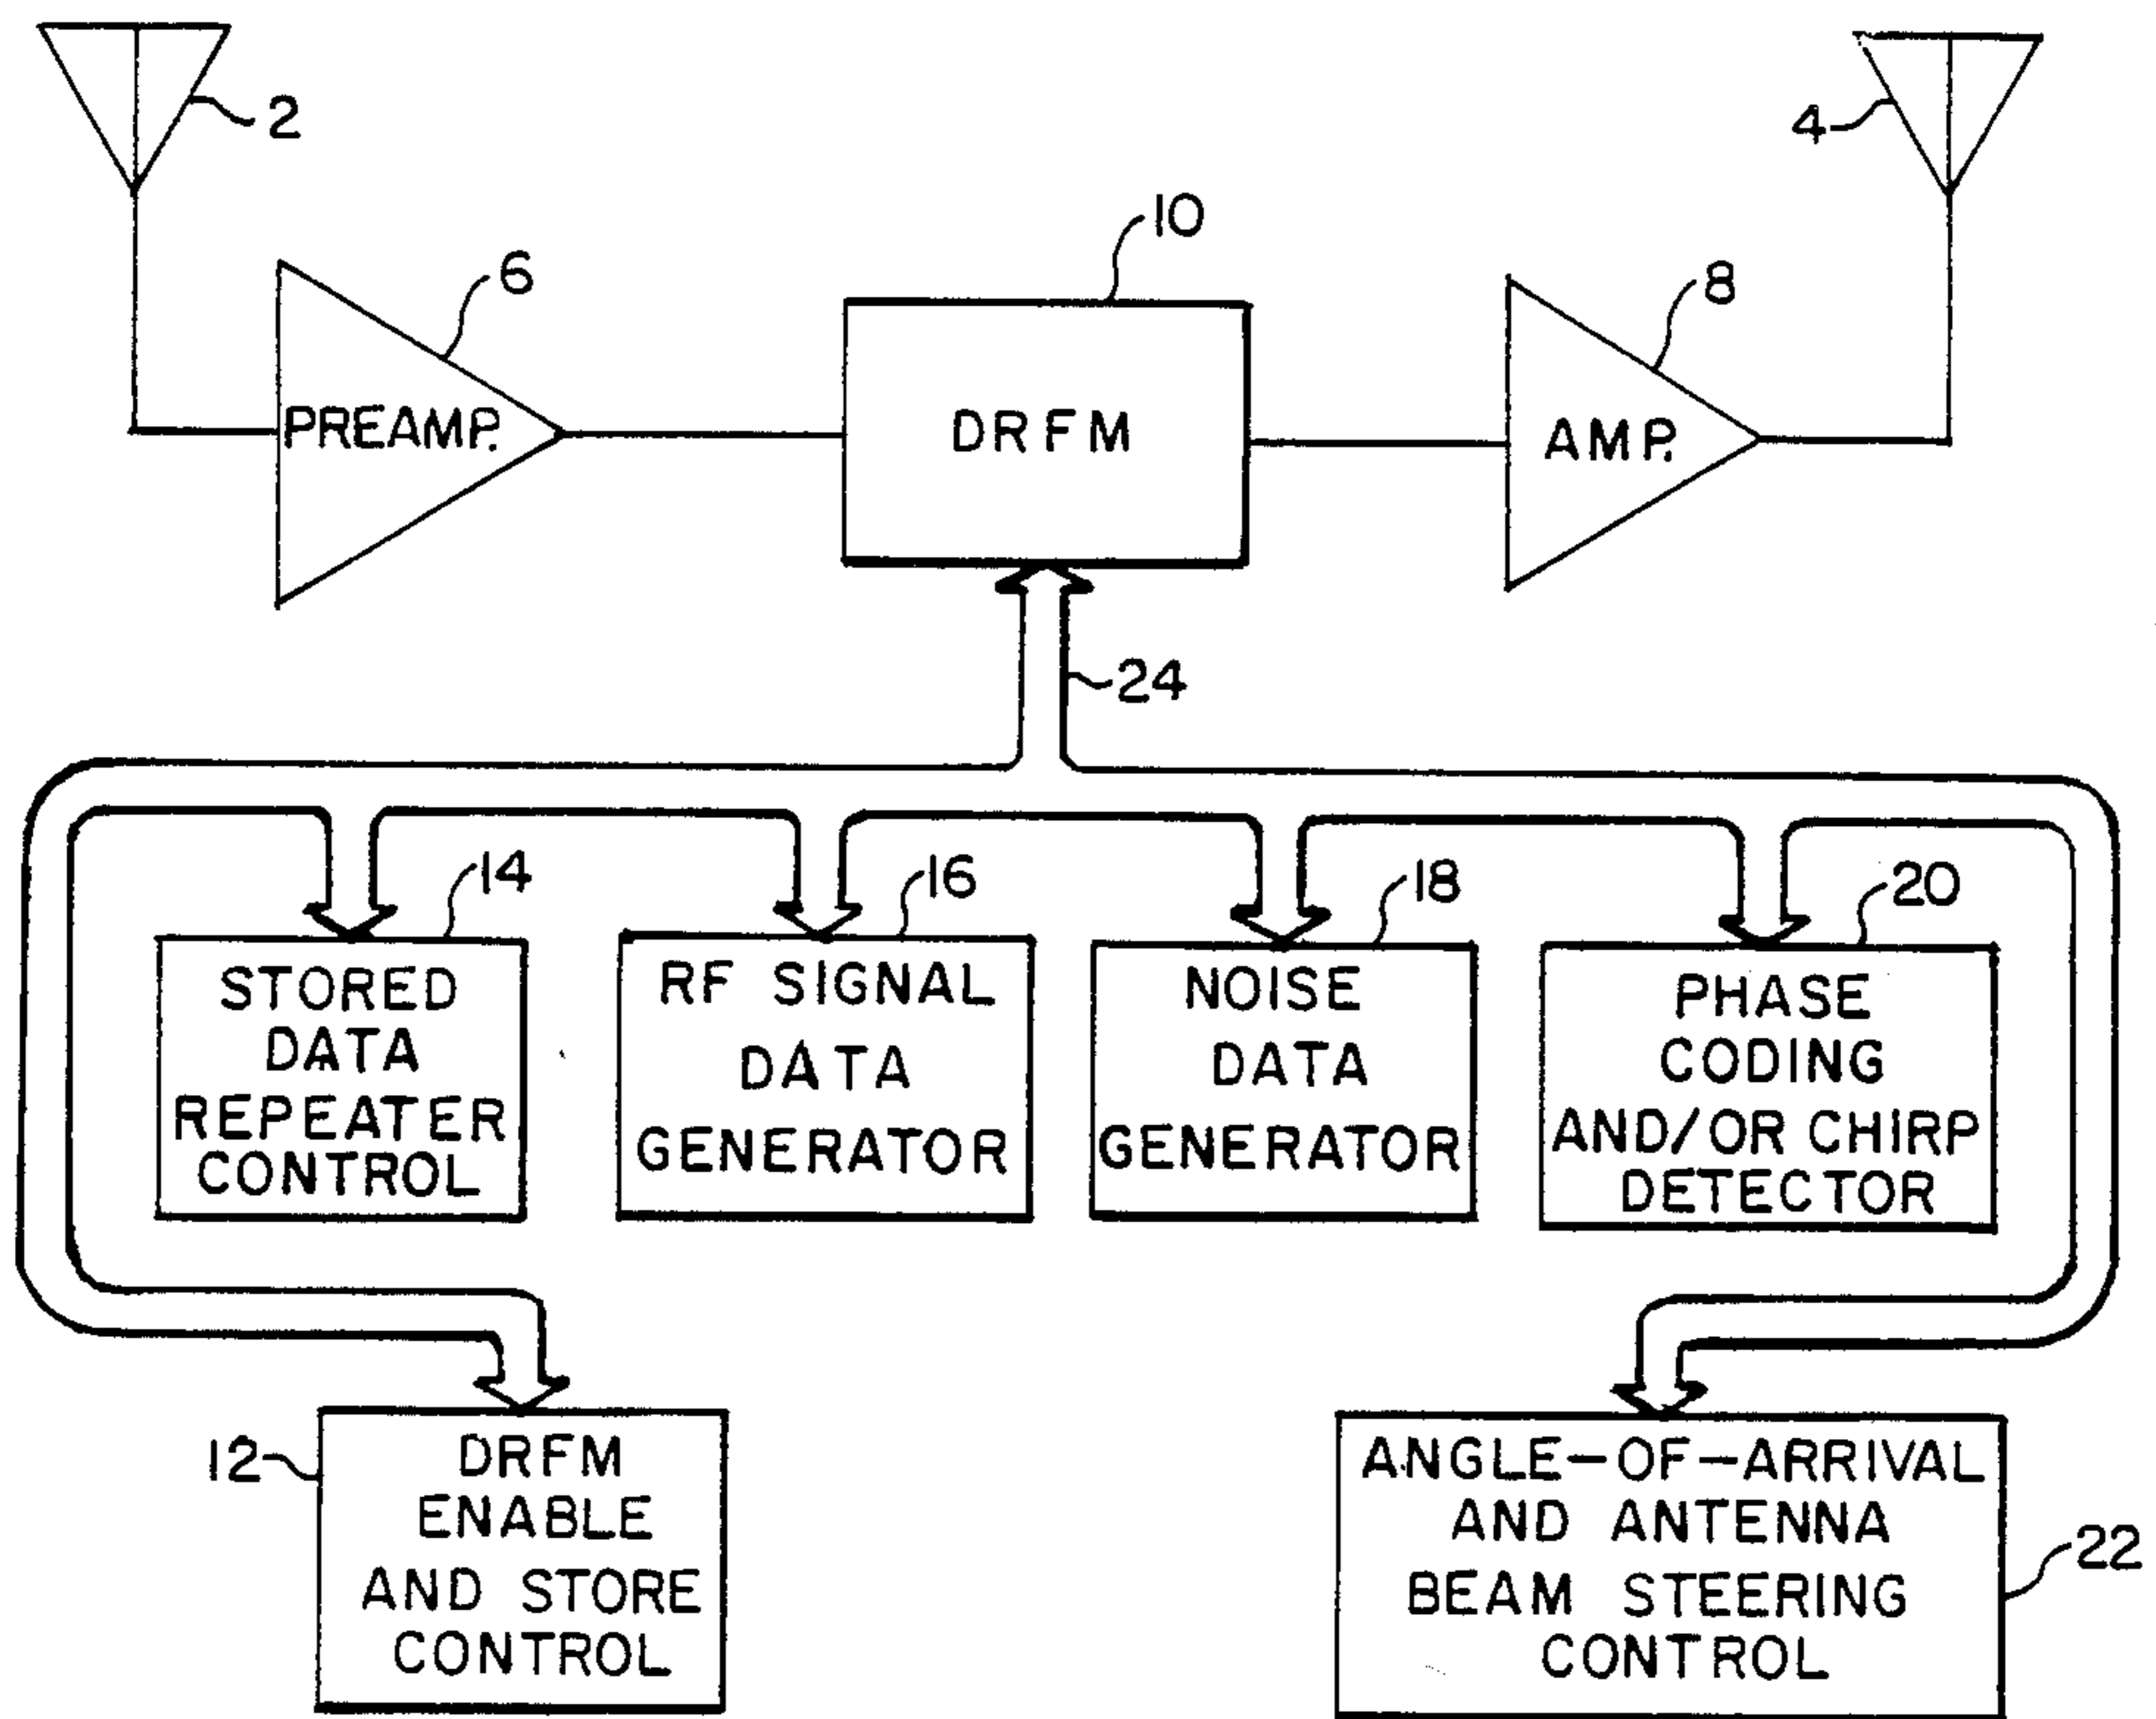 2
4
10
6
8
PREAMP.
DRFM
AMP.
24
14
16
18
20
STORED
DATA
REPEATER
CONTROL
RF SIGNAL
DATA
GENERATOR
NOISE
DATA
GENERATOR
PHASE
CODING
AND/OR CHIRP
DETECTOR
12
DRFM
ENABLE
AND STORE
CONTROL
ANGLE-OF-ARRIVAL
AND ANTENNA
BEAM STEERING
CONTROL
22